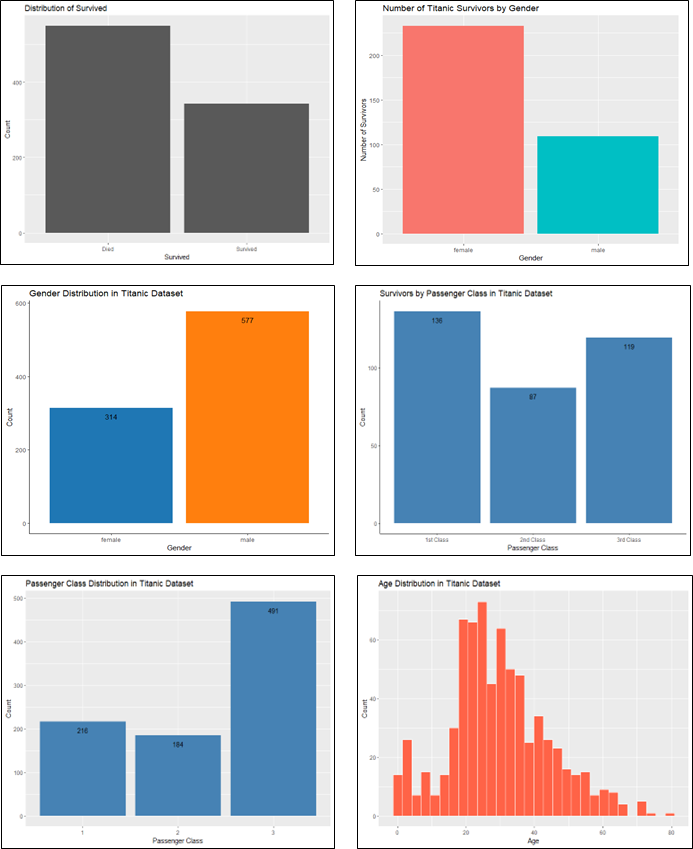 Distribution of Survived
400
200
0
Count
Died
Survived
Survived
Number of Titanic Survivors by Gender
200
150
100
50
0
Number of Survivors
female
male
Gender
Gender Distribution in Titanic Dataset
600
400
200
0
Count
314
577
female
male
Gender
Survivors by Passenger Class in Titanic Dataset
100
50
0
Count
136
87
119
1st Class
2nd Class
3rd Class
Passenger Class
Passenger Class Distribution in Titanic Dataset
500
400
300
200
100
0
Count
216
184
491
1
2
3
Passenger Class
Age Distribution in Titanic Dataset
60
40
20
0
Count
0
20
40
60
80
Age